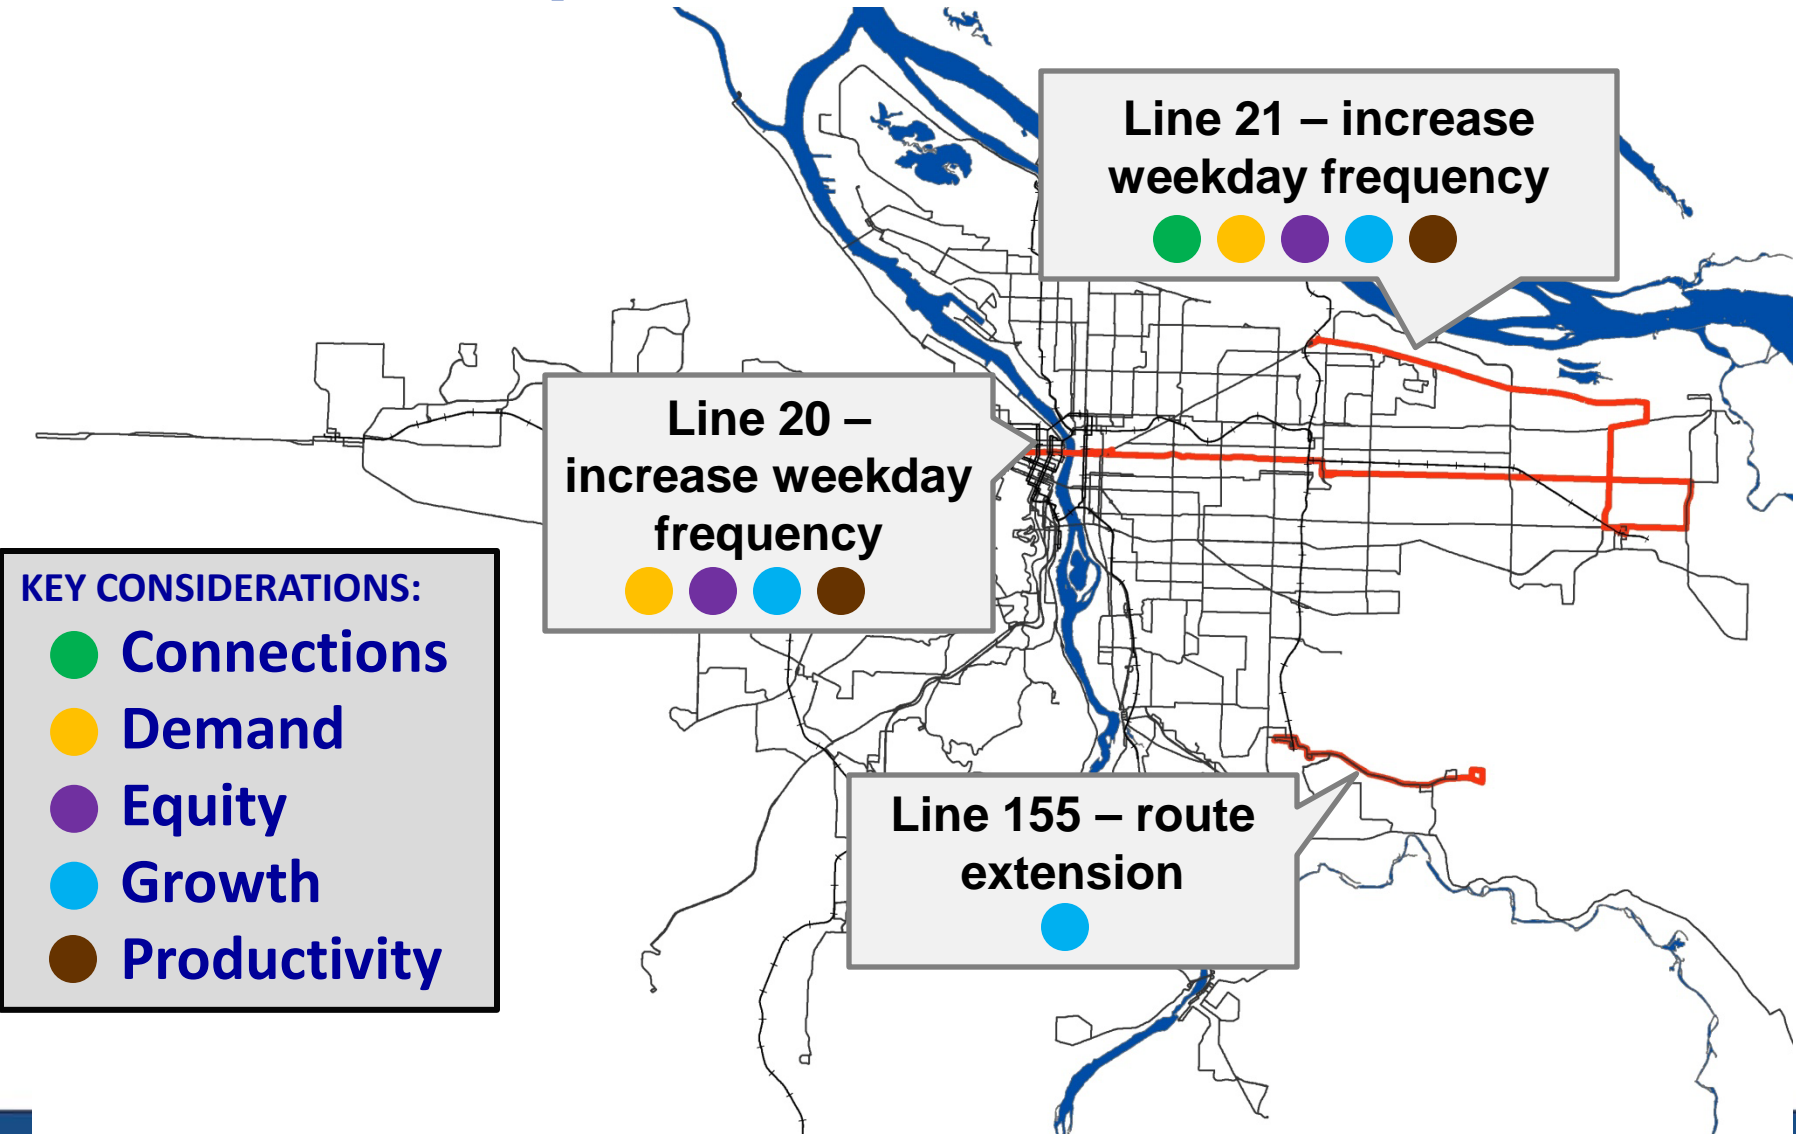 Line 21 – increase
weekday frequency
Line 20 –
increase weekday
frequency
KEY CONSIDERATIONS:
Connections
Demand
Equity
Growth
Productivity
Line 155 – route
extension